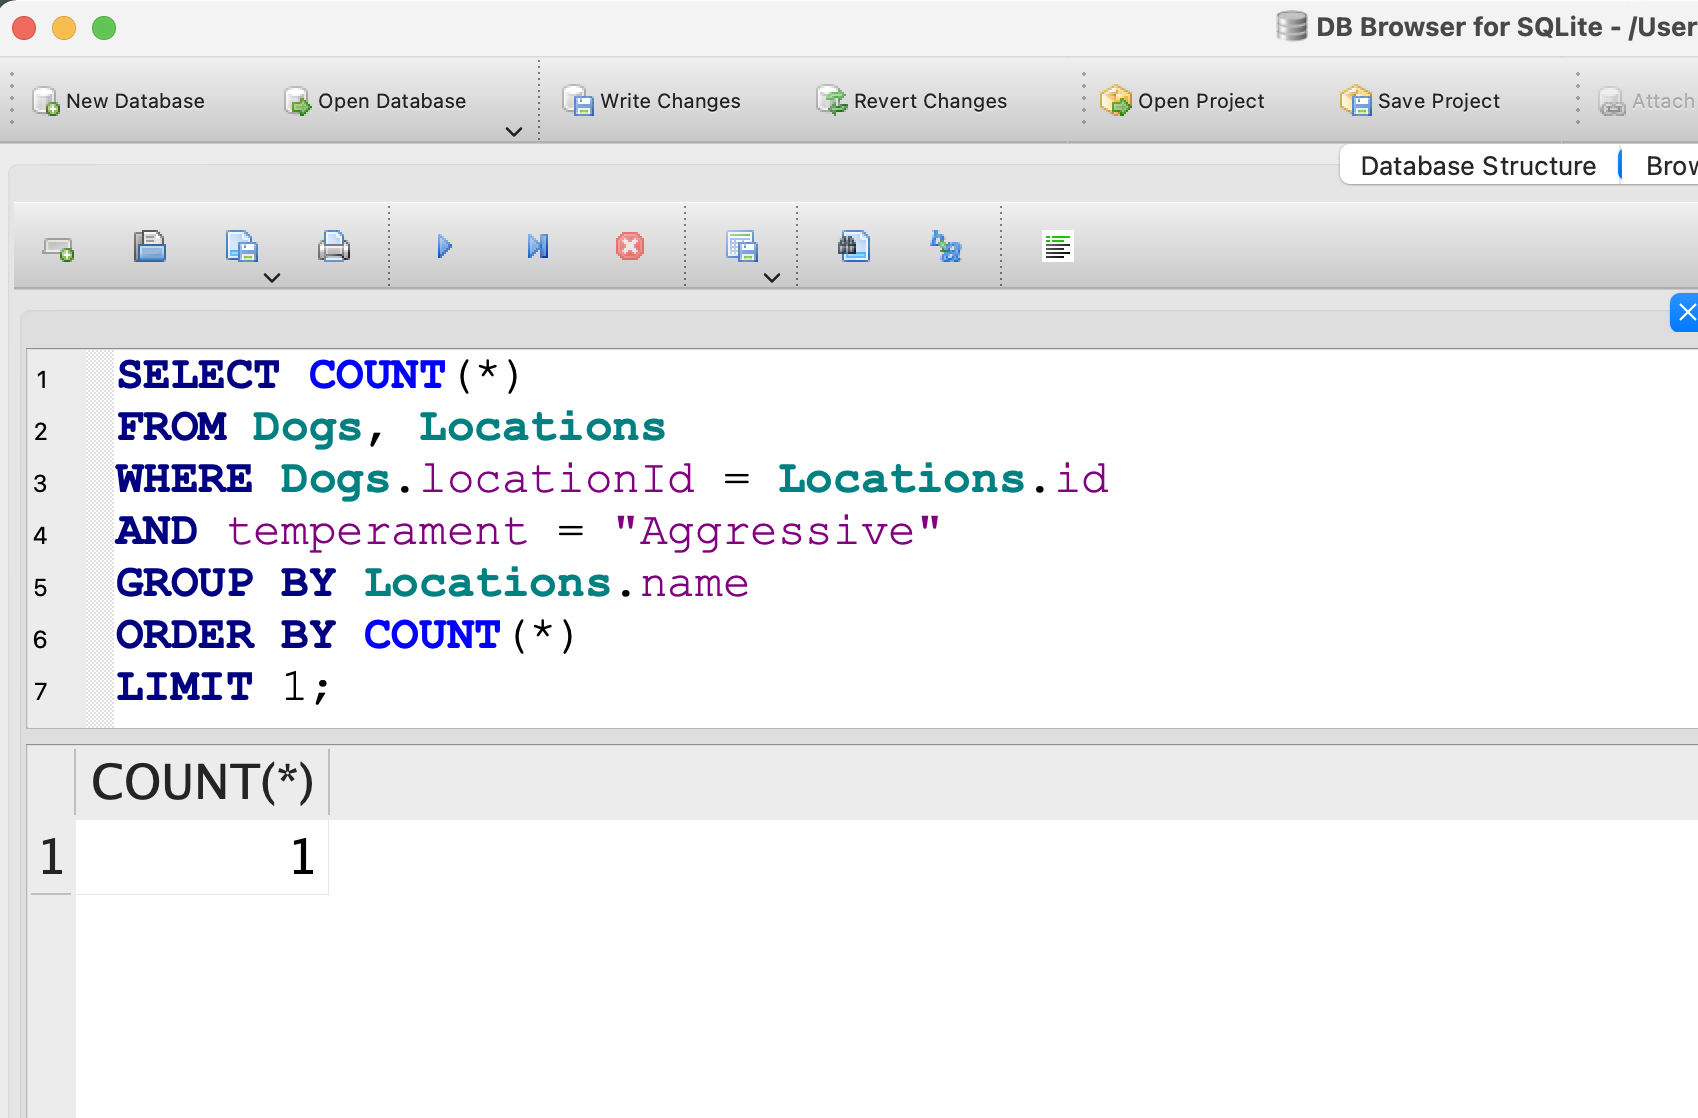 DB Browser for SQLite - /User
New Database Open Database Write Changes Revert Changes Open Project Save Project Attach
Database Structure Brow
1 SELECT COUNT(*)
2 FROM Dogs, Locations
3 WHERE Dogs.locationId = Locations.id
4 AND temperament = "Aggressive"
5 GROUP BY Locations.name
6 ORDER BY COUNT(*)
7 LIMIT 1;
COUNT(*)
1 1